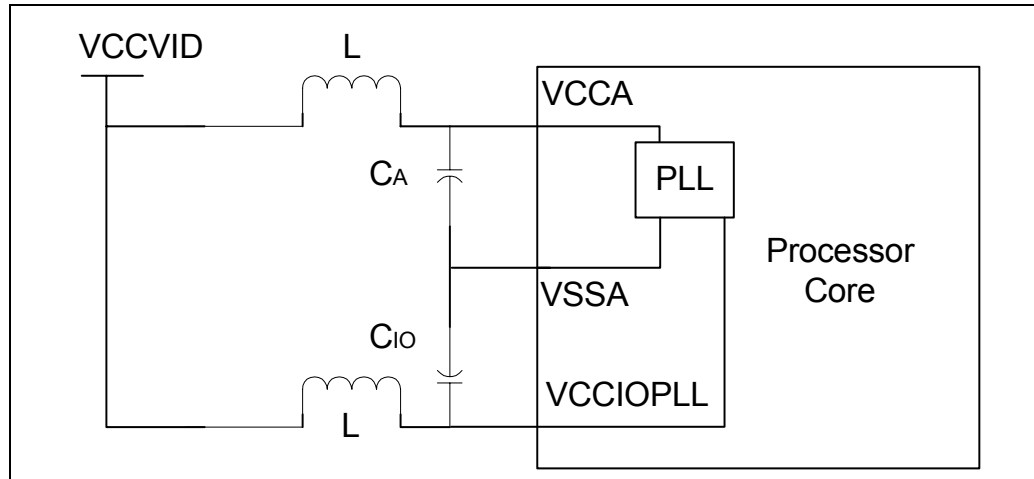 VCCVID
L
VCCA
CA
PLL
Processor
Core
VSSA
CIO
VCCIOPLL
L